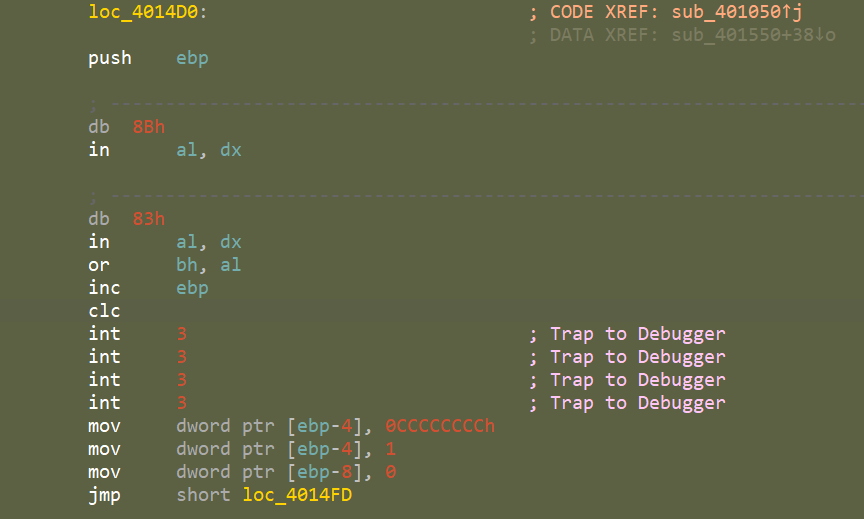 loc_4014D0: ; CODE XREF: sub_401050↑j
; DATA XREF: sub_401550+38↓o
push ebp
; ---------------------------------------------------------------------------
db 8Bh
in al, dx
; ---------------------------------------------------------------------------
db 83h
in al, dx
or bh, al
inc ebp
clc
int 3 ; Trap to Debugger
int 3 ; Trap to Debugger
int 3 ; Trap to Debugger
int 3 ; Trap to Debugger
mov dword ptr [ebp-4], 0CCCCCCCCh
mov dword ptr [ebp-4], 1
mov dword ptr [ebp-8], 0
jmp short loc_4014FD